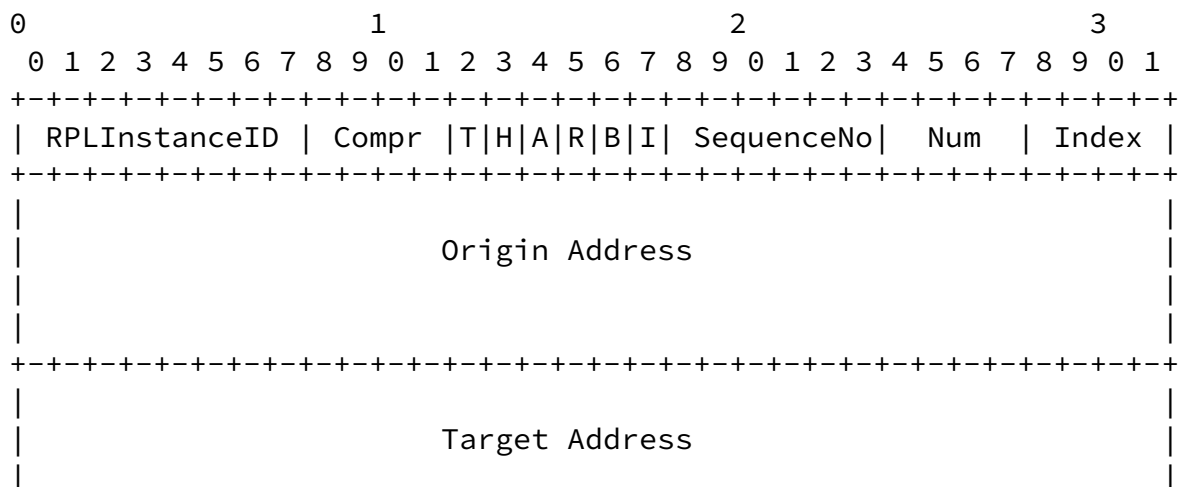 0                   1                   2                   3
 0 1 2 3 4 5 6 7 8 9 0 1 2 3 4 5 6 7 8 9 0 1 2 3 4 5 6 7 8 9 0 1
+-+-+-+-+-+-+-+-+-+-+-+-+-+-+-+-+-+-+-+-+-+-+-+-+-+-+-+-+-+-+-+-+
| RPLInstanceID | Compr |T|H|A|R|B|I| SequenceNo|  Num  | Index |
+-+-+-+-+-+-+-+-+-+-+-+-+-+-+-+-+-+-+-+-+-+-+-+-+-+-+-+-+-+-+-+-+
|                                                               |
|                       Origin Address                          |
|                                                               |
|                                                               |
+-+-+-+-+-+-+-+-+-+-+-+-+-+-+-+-+-+-+-+-+-+-+-+-+-+-+-+-+-+-+-+-+
|                                                               |
|                       Target Address                          |
|                                                               |